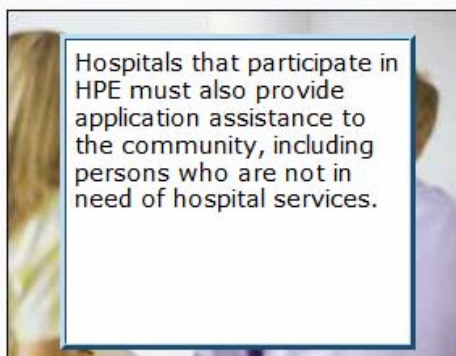 Hospitals that participate in
HPE must also provide
application assistance to
the community, including
persons who are not in
need of hospital services.